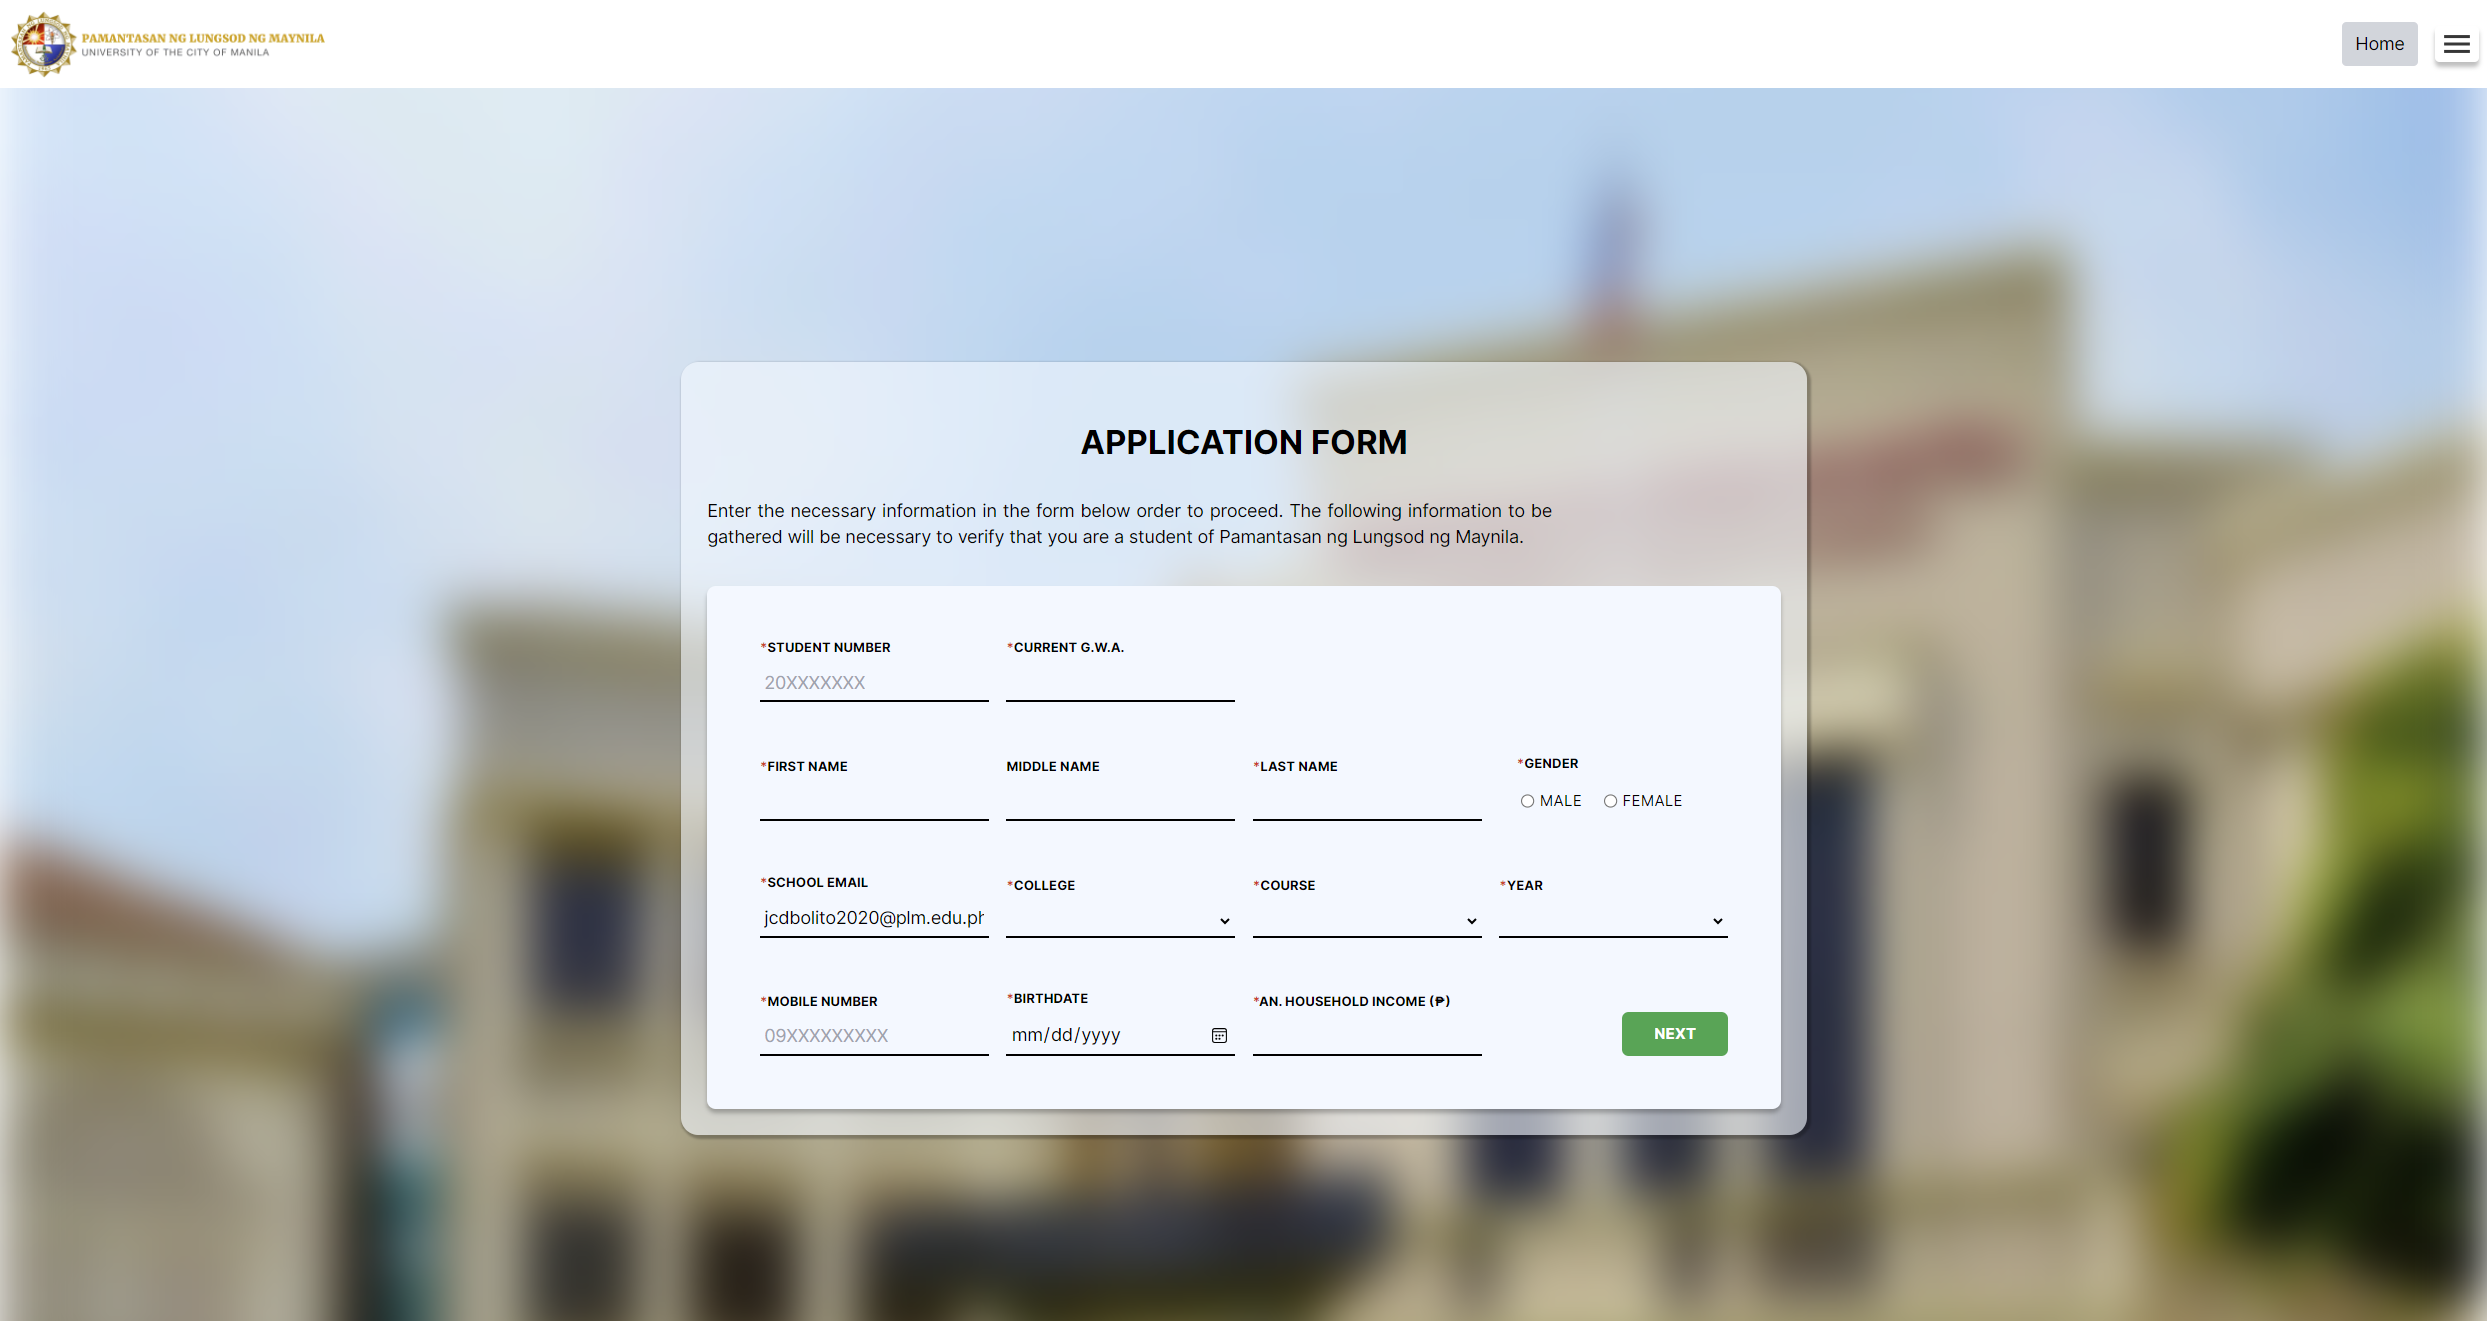 PAMANTASAN NG LUNGSOD NG MAYNILA
UNIVERSITY OF THE CITY OF MANILA
Home
APPLICATION FORM
Enter the necessary information in the form below order to proceed. The following information to be
gathered will be necessary to verify that you are a student of Pamantasan ng Lungsod ng Maynila.
*STUDENT NUMBER
20XXXXXXX
*CURRENT G.W.A.
*FIRST NAME
MIDDLE NAME
*LAST NAME
*GENDER
MALE
FEMALE
*SCHOOL EMAIL
jcdbolito2020@plm.edu.ph
*COLLEGE
*COURSE
*YEAR
*MOBILE NUMBER
09XXXXXXXXX
*BIRTHDATE
mm/dd/yyyy
*AN. HOUSEHOLD INCOME (₱)
NEXT